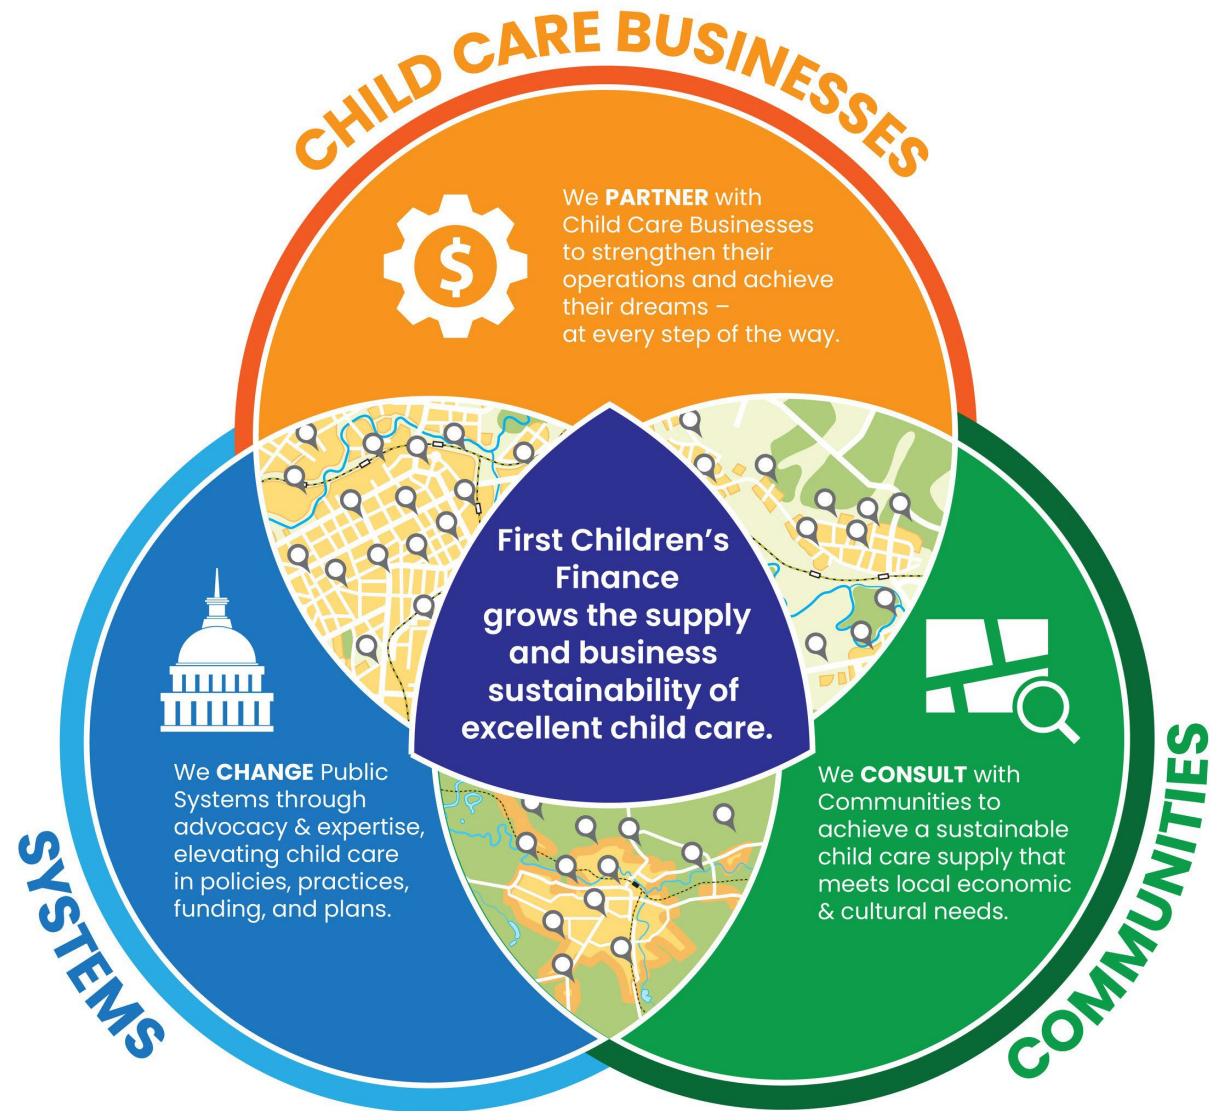 CHILD CARE BUSINESSES
$
We PARTNER with
Child Care Businesses
to strengthen their
operations and achieve
their dreams –
at every step of the way.
First Children’s
Finance
grows the supply
and business
sustainability of
excellent child care.
We CHANGE Public
Systems through
advocacy & expertise,
elevating child care
in policies, practices,
funding, and plans.
SYSTEMS
We CONSULT with
Communities to
achieve a sustainable
child care supply that
meets local economic
& cultural needs.
COMMUNITIES